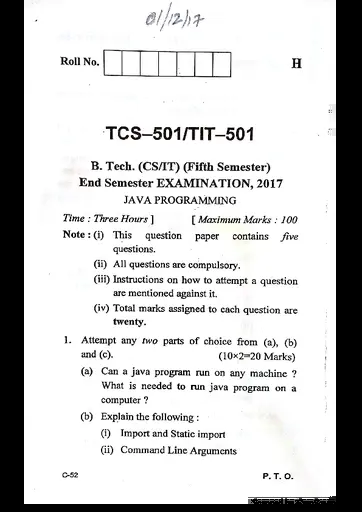 01/12/17
Roll No.
H
TCS–501/TIT–501
B. Tech. (CS/IT) (Fifth Semester)
End Semester EXAMINATION, 2017
JAVA PROGRAMMING
Time : Three Hours ] [ Maximum Marks : 100
Note : (i) This question paper contains five
questions.
(ii) All questions are compulsory.
(iii) Instructions on how to attempt a question
are mentioned against it.
(iv) Total marks assigned to each question are
twenty.
1. Attempt any two parts of choice from (a), (b)
and (c). (10×2=20 Marks)
(a) Can a java program run on any machine ?
What is needed to run java program on a
computer ?
(b) Explain the following :
(i) Import and Static import
(ii) Command Line Arguments
C-52 P. T. O.